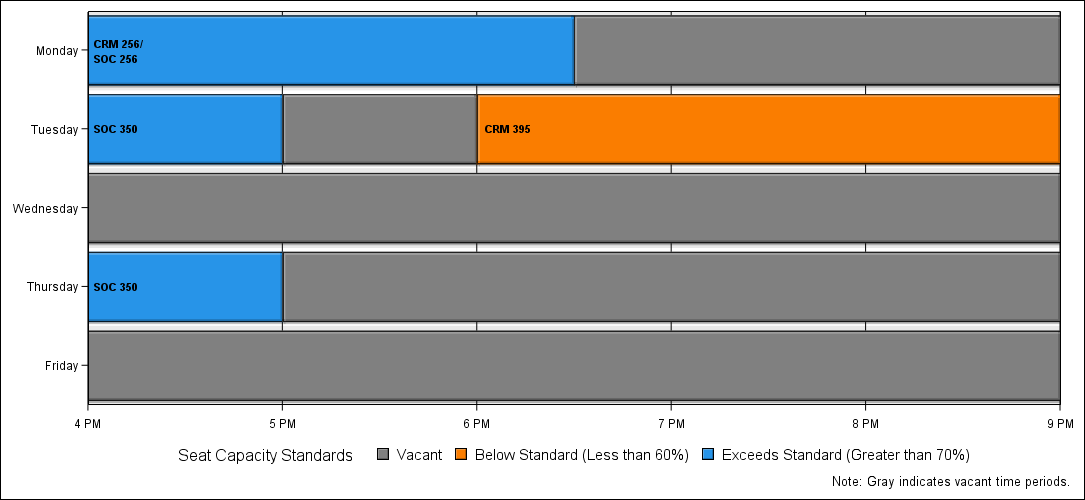 Monday
CRM 256/
SOC 256
Tuesday
SOC 350
CRM 395
Wednesday
Thursday
SOC 350
Friday
4 PM 5 PM 6 PM 7 PM 8 PM 9 PM
Seat Capacity Standards Vacant Below Standard (Less than 60%) Exceeds Standard (Greater than 70%)
Note: Gray indicates vacant time periods.